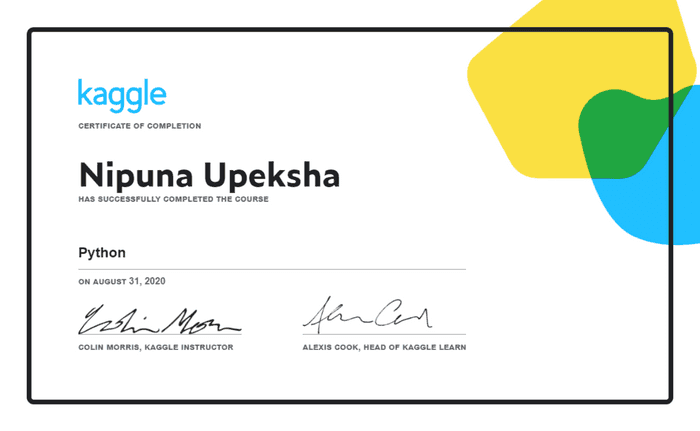 kaggle
CERTIFICATE OF COMPLETION
Nipuna Upeksha
HAS SUCCESSFULLY COMPLETED THE COURSE
Python
ON AUGUST 31, 2020
Colin Morris
Alexis Cook
COLIN MORRIS, KAGGLE INSTRUCTOR
ALEXIS COOK, HEAD OF KAGGLE LEARN